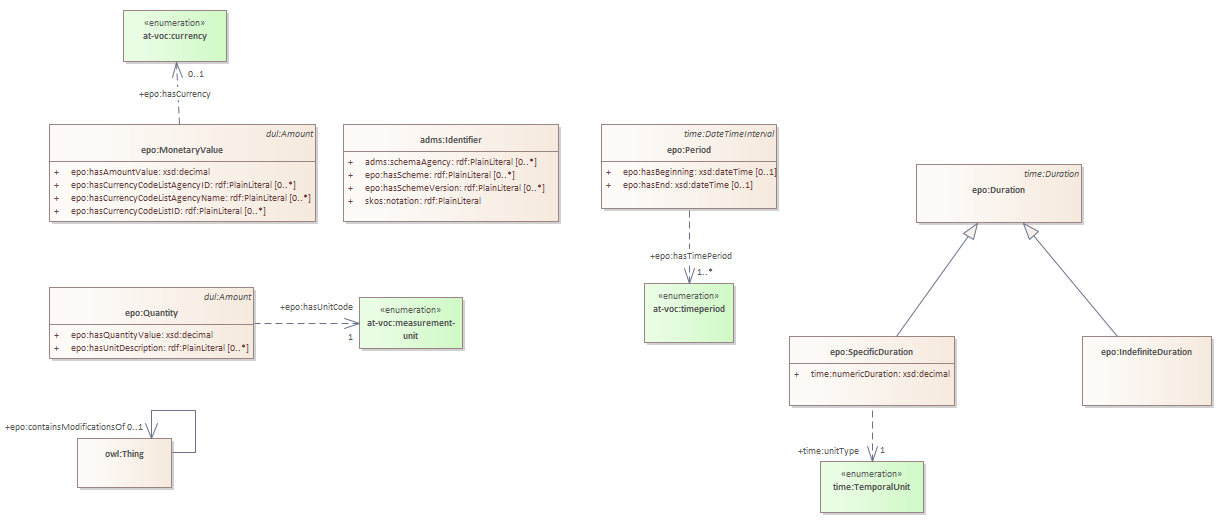 «enumeration»
at-voc:currency
0..1
+epo:hasCurrency
dul:Amount
epo:MonetaryValue
+ epo:hasAmountValue: xsd:decimal
+ epo:hasCurrencyCodeListAgencyID: rdf:PlainLiteral [0..*]
+ epo:hasCurrencyCodeListAgencyName: rdf:PlainLiteral [0..*]
+ epo:hasCurrencyCodeListID: rdf:PlainLiteral [0..*]
adms:Identifier
+ adms:schemaAgency: rdf:PlainLiteral [0..*]
+ epo:hasScheme: rdf:PlainLiteral [0..*]
+ epo:hasSchemeVersion: rdf:PlainLiteral [0..*]
+ skos:notation: rdf:PlainLiteral
time:DateTimeInterval
epo:Period
+ epo:hasBeginning: xsd:dateTime [0..1]
+ epo:hasEnd: xsd:dateTime [0..1]
+epo:hasTimePeriod
1..*
«enumeration»
at-voc:timeperiod
time:Duration
epo:Duration
dul:Amount
epo:Quantity
+ epo:hasQuantityValue: xsd:decimal
+ epo:hasUnitDescription: rdf:PlainLiteral [0..*]
+epo:hasUnitCode
1
«enumeration»
at-voc:measurement-
unit
epo:SpecificDuration
+ time:numericDuration: xsd:decimal
epo:IndefiniteDuration
+time:unitType
1
«enumeration»
time:TemporalUnit
+epo:containsModificationsOf 0..1
owl:Thing